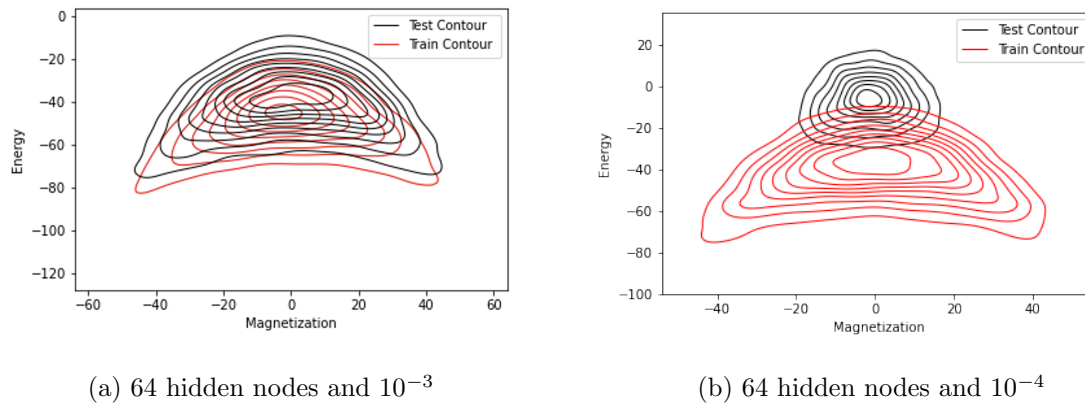 0
−20
−40
−60
−80
−100
−120
Energy
−60
−40
−20
0
20
40
60
Magnetization
Test Contour
Train Contour
(a) 64 hidden nodes and 10⁻³
20
0
−20
−40
−60
−80
−100
Energy
−40
−20
0
20
40
Magnetization
Test Contour
Train Contour
(b) 64 hidden nodes and 10⁻⁴